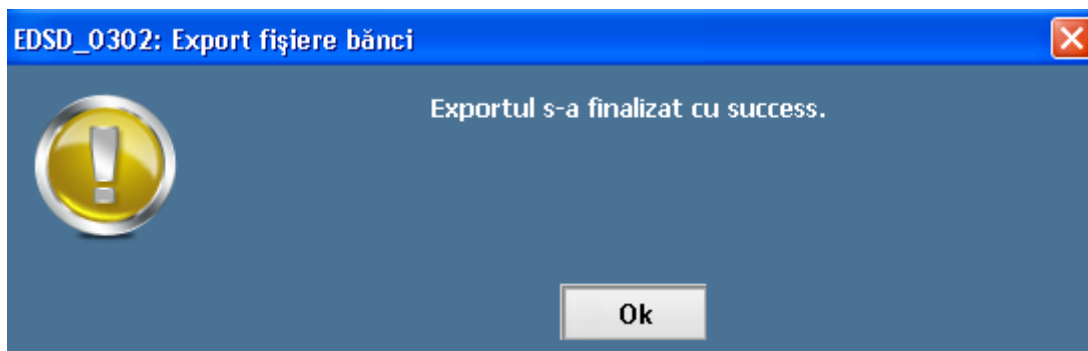 EDSD_0302: Export fişiere bănci
Exportul s-a finalizat cu success.
Ok